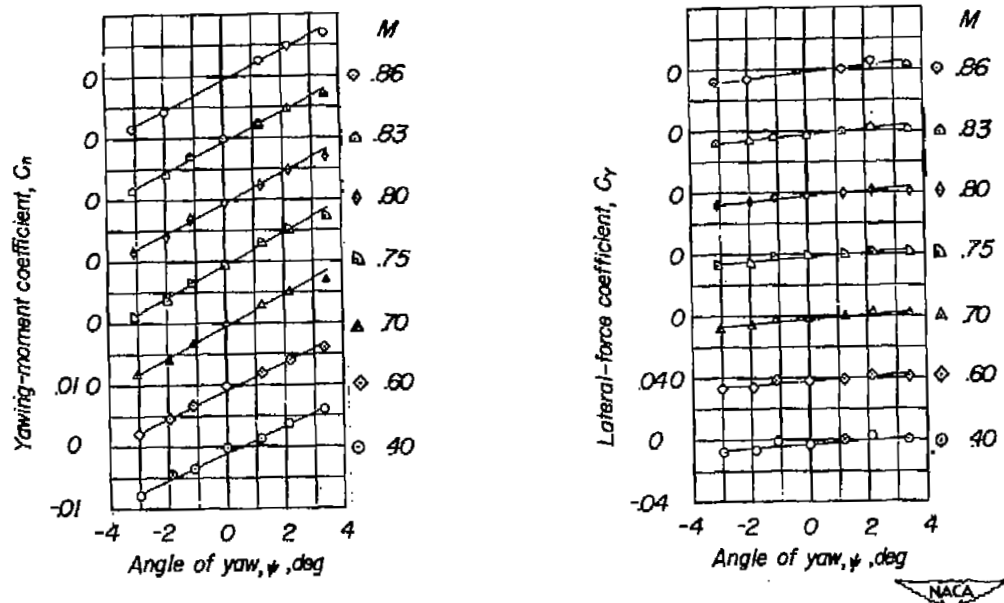 M
0 .86
0 .83
0 .80
0 .75
0 .70
.01 0 .60
0 .40
-.01
-4 -2 0 2 4
Angle of yaw, ψ, deg
Yawing-moment coefficient, Cn
M
0 .86
0 .83
0 .80
0 .75
0 .70
.04 0 .60
0 .40
-.04
-4 -2 0 2 4
Angle of yaw, ψ, deg
Lateral-force coefficient, CY
NACA